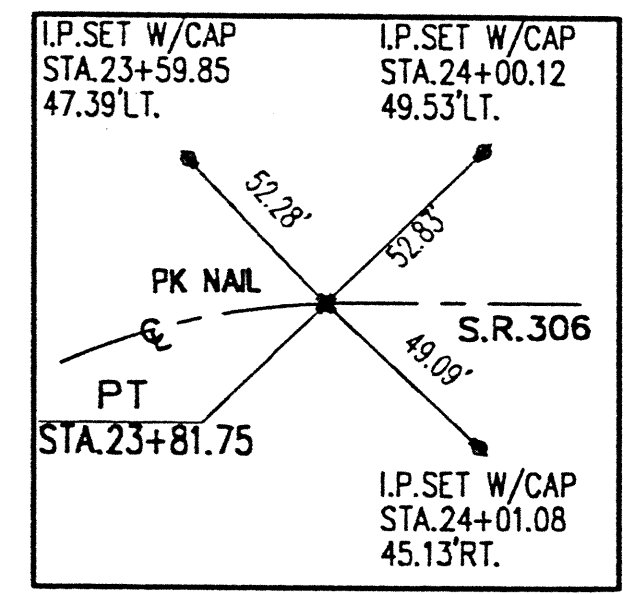 I.P.SET W/CAP
STA.23+59.85
47.39'LT.
I.P.SET W/CAP
STA.24+00.12
49.53'LT.
52.28'
52.83'
PK NAIL
℄
S.R.306
49.09'
PT
STA.23+81.75
I.P.SET W/CAP
STA.24+01.08
45.13'RT.